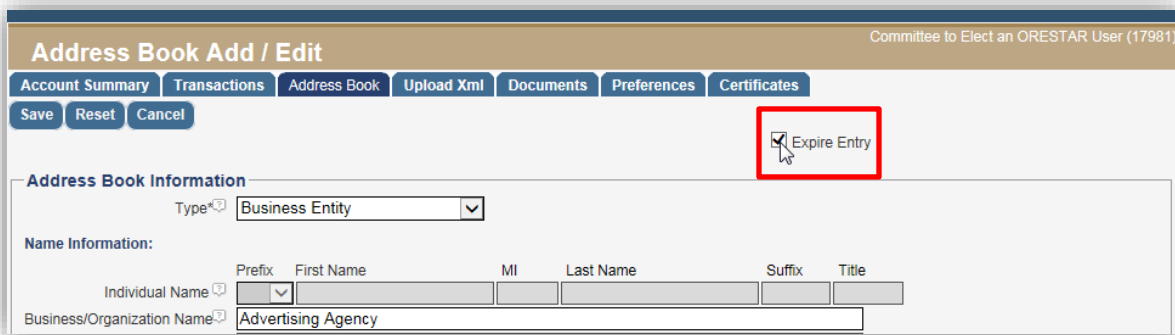 Committee to Elect an ORESTAR User (17981)
Address Book Add / Edit
Account Summary Transactions Address Book Upload Xml Documents Preferences Certificates
Save Reset Cancel
Expire Entry
Address Book Information
Type* Business Entity
Name Information:
Prefix First Name MI Last Name Suffix Title
Individual Name
Business/Organization Name Advertising Agency